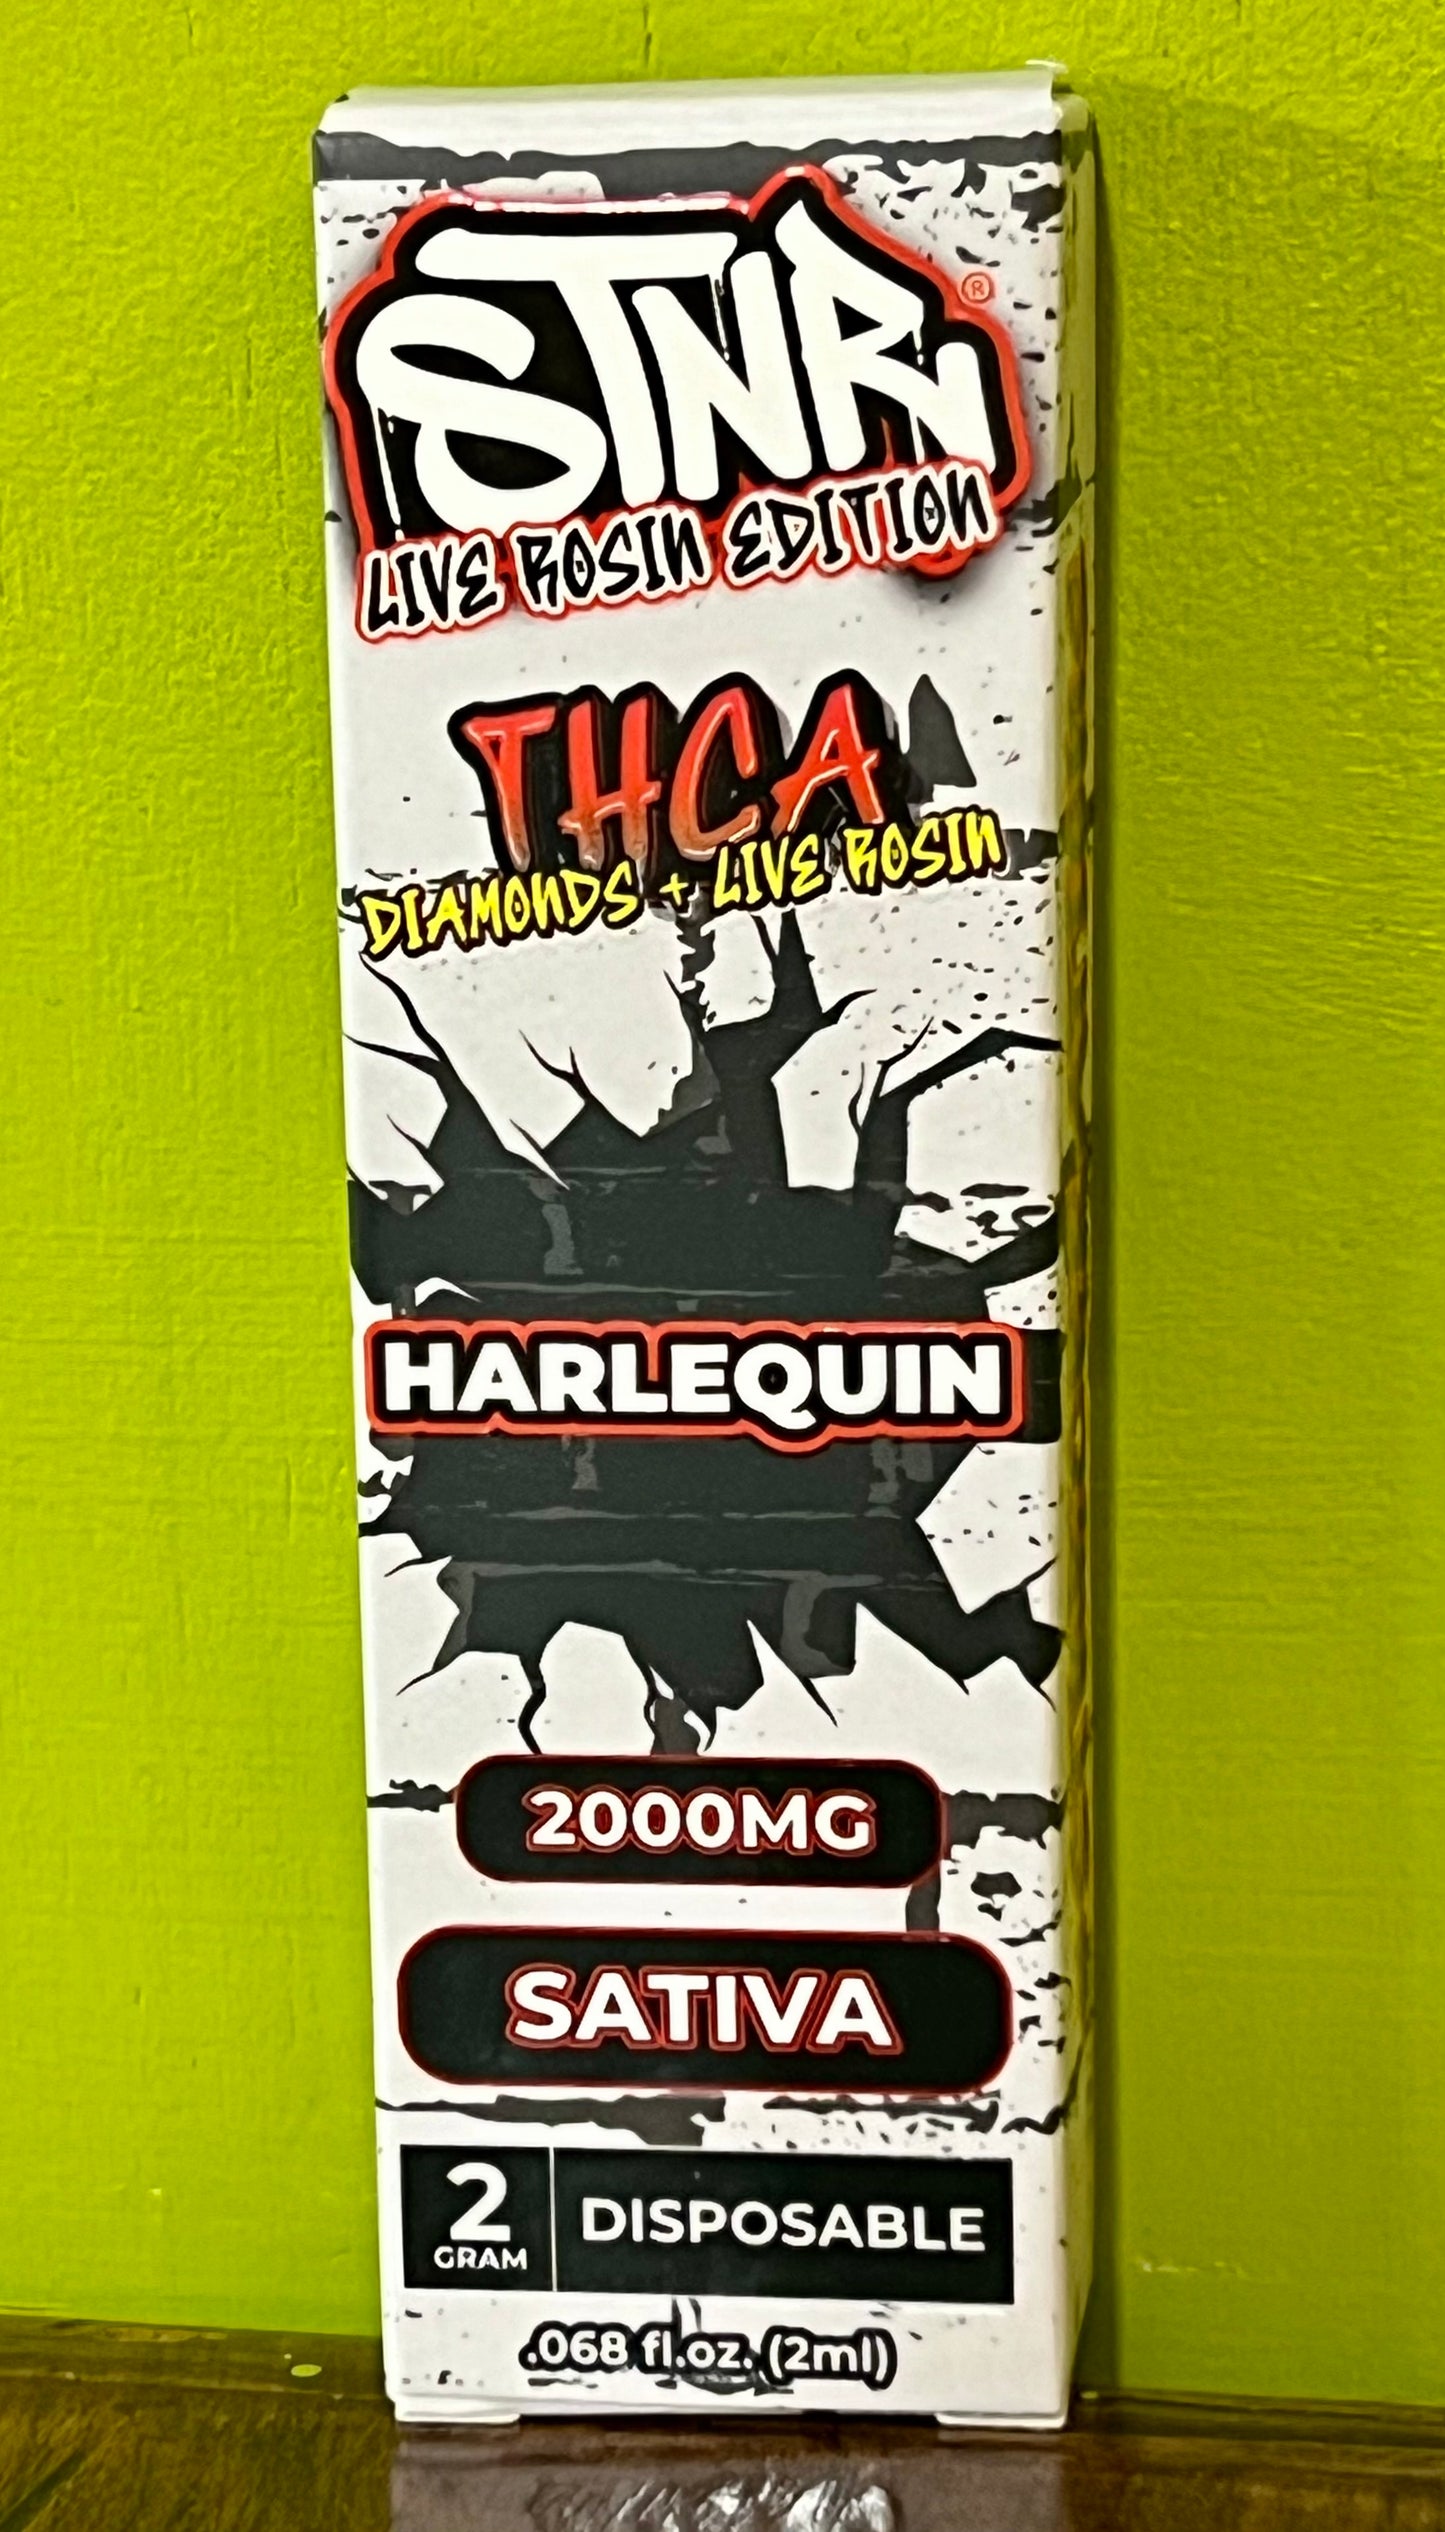 STNR®
LIVE ROSIN EDITION
THCA
DIAMONDS + LIVE ROSIN
HARLEQUIN
2000MG
SATIVA
2
GRAM
DISPOSABLE
.068 fl.oz. (2ml)